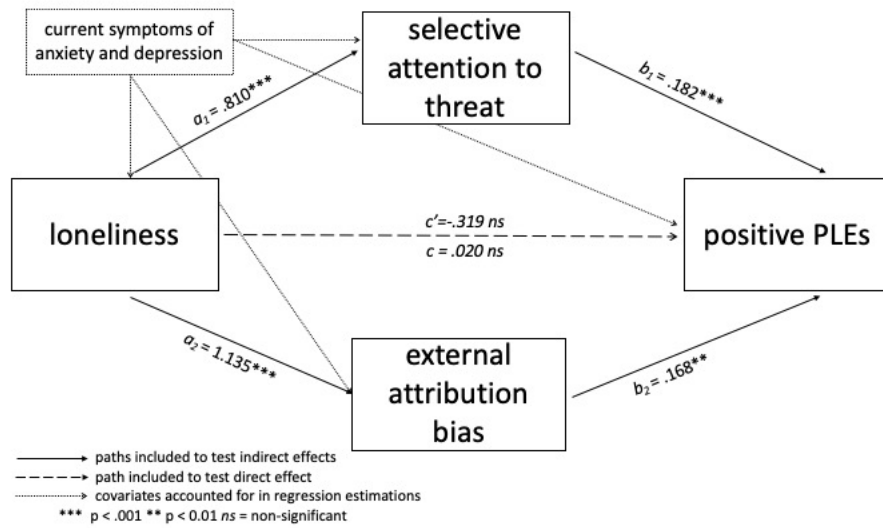 current symptoms of
anxiety and depression
selective
attention to
threat
a₁ = .810***
b₁ = .182***
loneliness
c’=-.319 ns
c = .020 ns
positive PLEs
a₂ = 1.135***
external
attribution
bias
b₂ = .168**
paths included to test indirect effects
path included to test direct effect
covariates accounted for in regression estimations
*** p < .001 ** p < 0.01 ns = non-significant